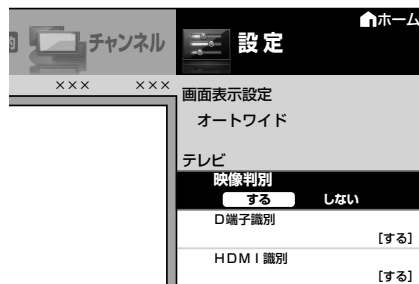 ホーム
チャンネル 設定
××× ×××
画面表示設定
オートワイド
テレビ
映像判別
する しない
D端子識別
[する]
HDMI識別
[する]